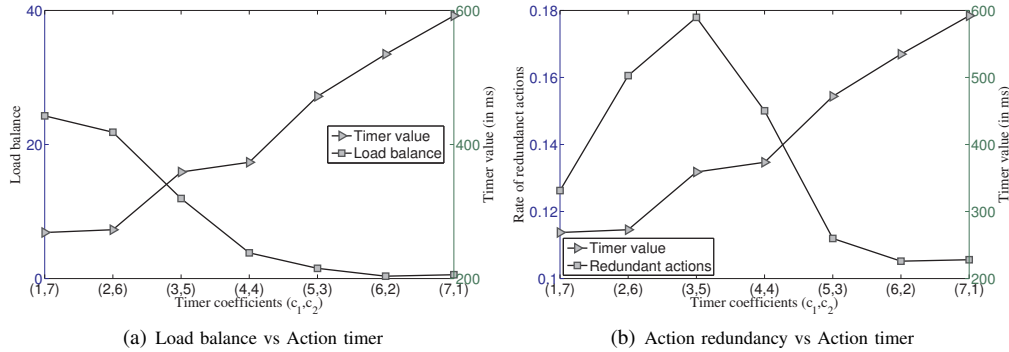 40
20
0
Load balance
600
400
200
Timer value (in ms)
Timer value
Load balance
(1,7) (2,6) (3,5) (4,4) (5,3) (6,2) (7,1)
Timer coefficients (c1,c2)
(a) Load balance vs Action timer
0.18
0.16
0.14
0.12
0.1
Rate of redundanct actions
600
500
400
300
200
Timer value (in ms)
Timer value
Redundant actions
(1,7) (2,6) (3,5) (4,4) (5,3) (6,2) (7,1)
Timer coefficients (c1,c2)
(b) Action redundancy vs Action timer